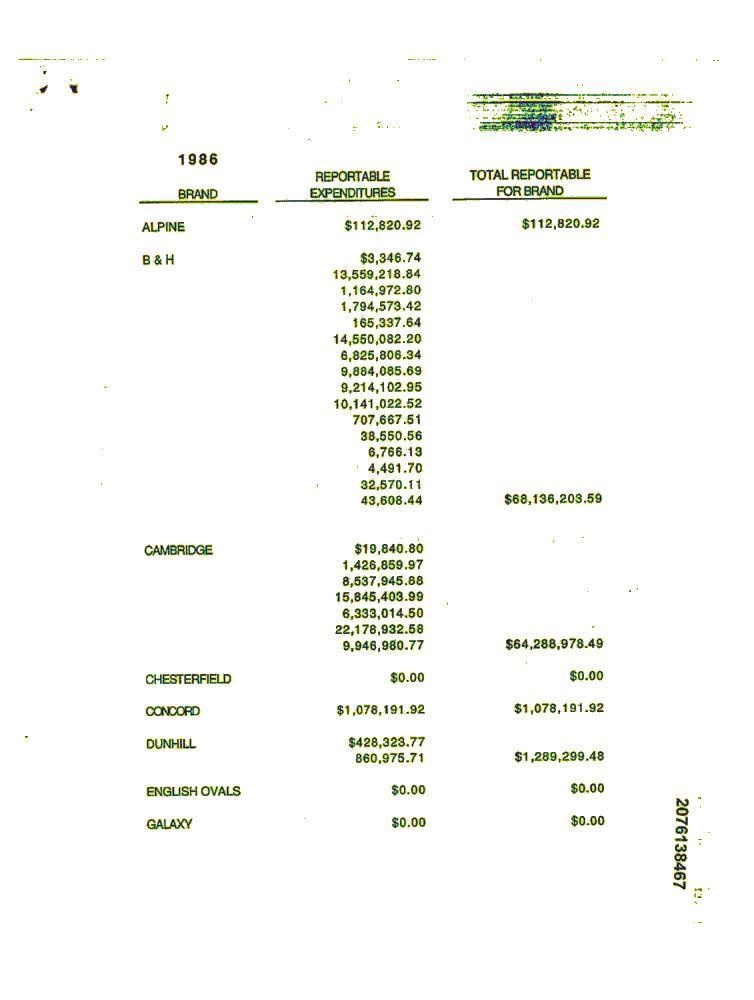 1986
BRAND REPORTABLE EXPENDITURES TOTAL REPORTABLE FOR BRAND
ALPINE $112,820.92 $112,820.92
B & H $3,346.74
13,559,218.84
1,164,972.80
1,794,573.42
165,337.64
14,550,082.20
6,825,806.34
9,884,085.69
9,214,102.95
10,141,022.52
707,667.51
38,550.56
6,766.13
4,491.70
32,570.11
43,608.44 $68,136,203.59
CAMBRIDGE $19,840.80
1,426,859.97
8,537,945.88
15,845,403.99
6,333,014.50
22,178,932.58
9,946,980.77 $64,288,978.49
CHESTERFIELD $0.00 $0.00
CONCORD $1,078,191.92 $1,078,191.92
DUNHILL $428,323.77
860,975.71 $1,289,299.48
ENGLISH OVALS $0.00 $0.00
GALAXY $0.00 $0.00
2076138467